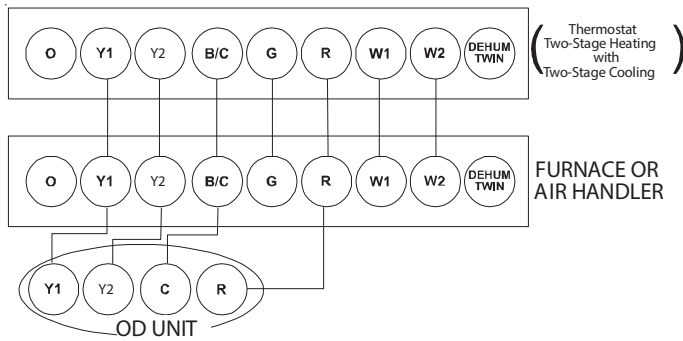 O Y1 Y2 B/C G R W1 W2 DEHUM TWIN
Thermostat
Two-Stage Heating
with
Two-Stage Cooling
O Y1 Y2 B/C G R W1 W2 DEHUM TWIN
FURNACE OR
AIR HANDLER
Y1 Y2 C R
OD UNIT